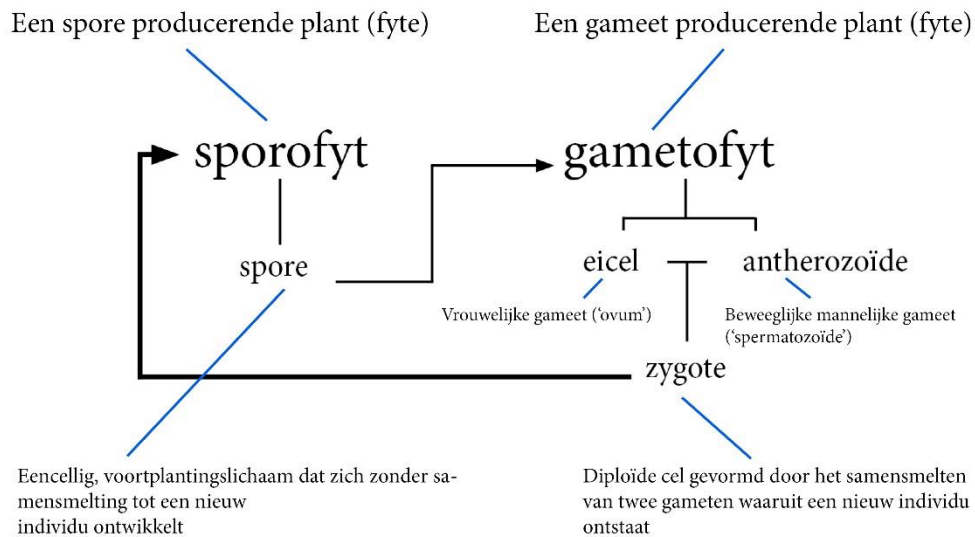 Een spore producerende plant (fyte)
Een gameet producerende plant (fyte)
sporofyt
gametofyt
spore
eicel
antherozoïde
Vrouwelijke gameet (‘ovum’)
Beweeglijke mannelijke gameet
(‘spermatozoïde’)
zygote
Eencellig, voortplantingslichaam dat zich zonder sa-
mensmelting tot een nieuw
individu ontwikkelt
Diploïde cel gevormd door het samensmelten
van twee gameten waaruit een nieuw individu
ontstaat